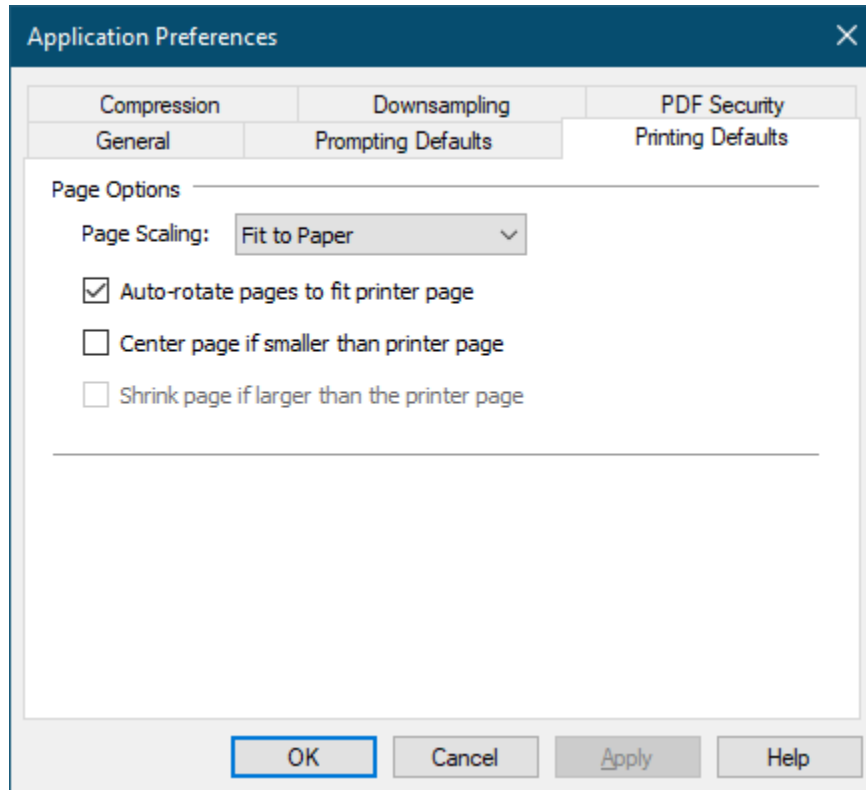 Application Preferences
Compression Downsampling PDF Security
General Prompting Defaults Printing Defaults
Page Options
Page Scaling: Fit to Paper
Auto-rotate pages to fit printer page
Center page if smaller than printer page
Shrink page if larger than the printer page
OK Cancel Apply Help